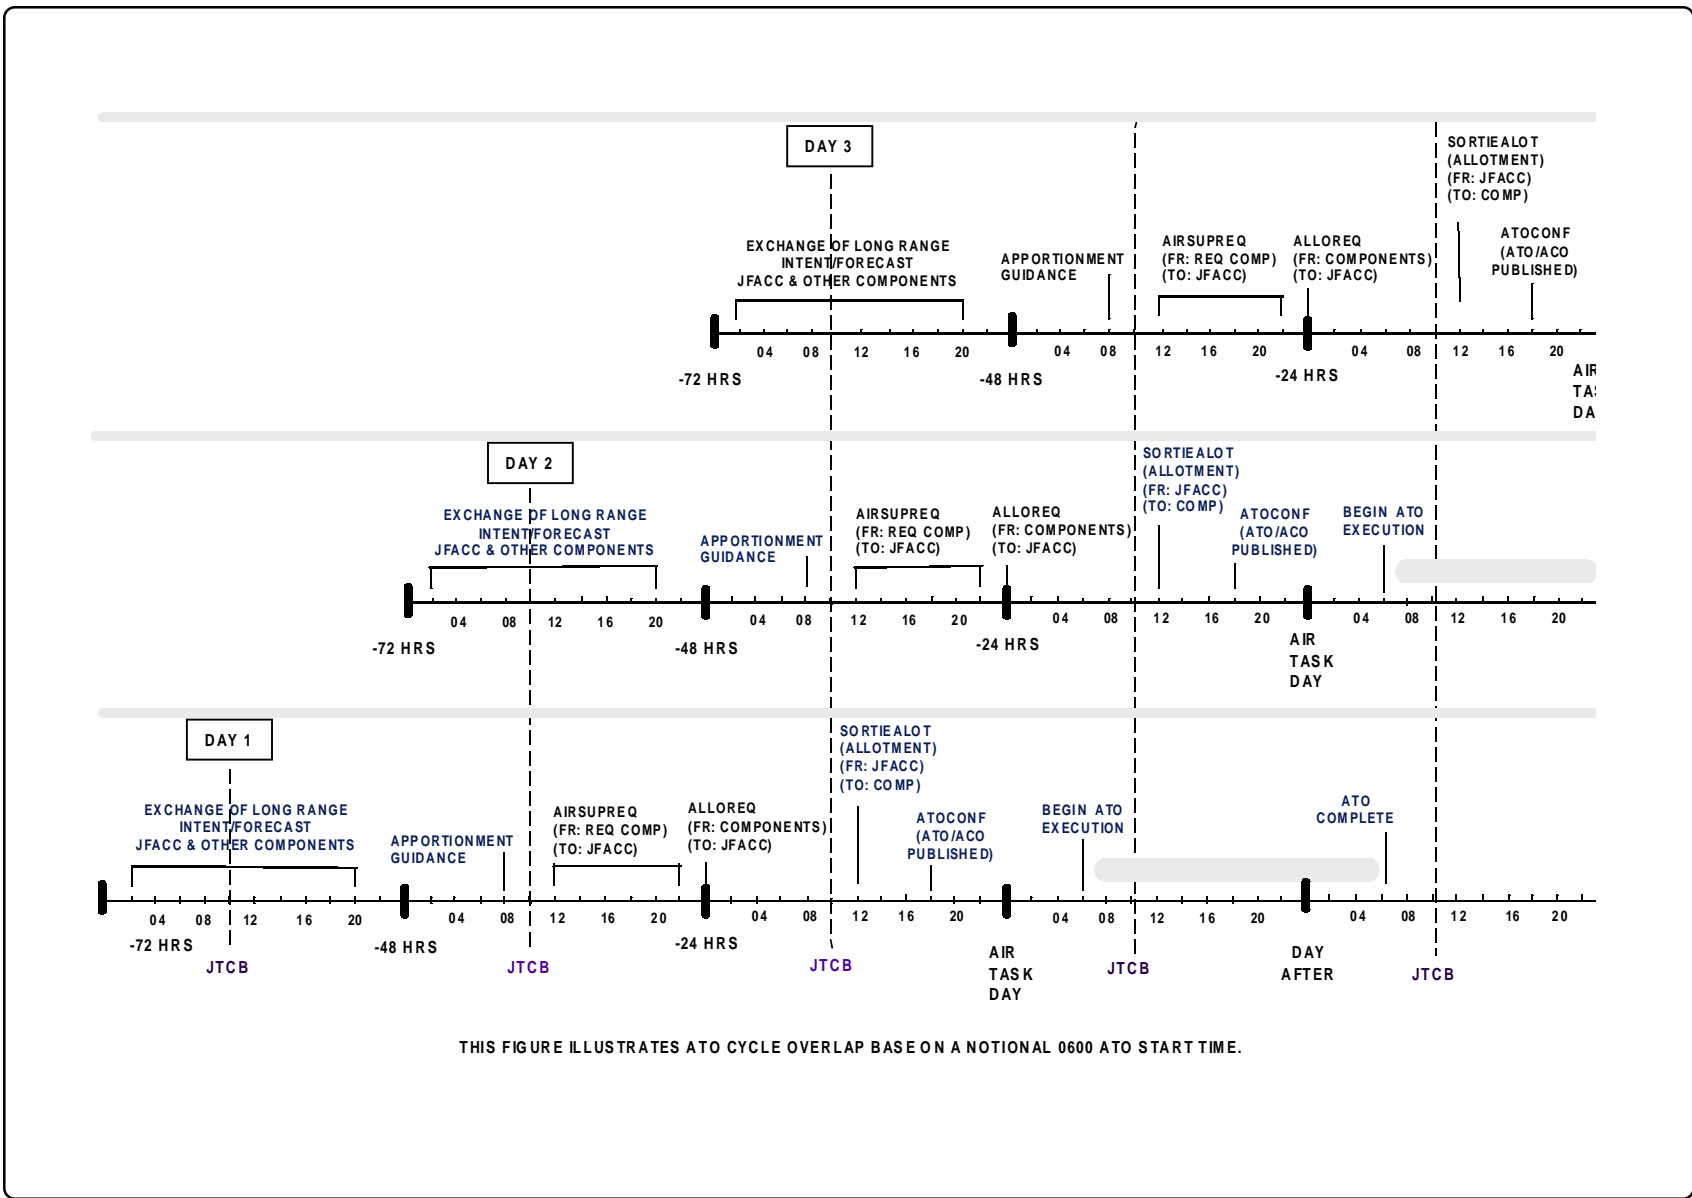 DAY 3
SORTIEALOT
(ALLOTMENT)
(FR: JFACC)
(TO: COMP)
ATOCONF
(ATO/ACO
PUBLISHED)
EXCHANGE OF LONG RANGE
INTENT/FORECAST
JFACC & OTHER COMPONENTS
APPORTIONMENT
GUIDANCE
AIRSUPREQ
(FR: REQ COMP)
(TO: JFACC)
ALLOREQ
(FR: COMPONENTS)
(TO: JFACC)
04 08 12 16 20 04 08 12 16 20 04 08 12 16 20
-72 HRS -48 HRS -24 HRS
AIR
TAS
DA
DAY 2
EXCHANGE OF LONG RANGE
INTENT/FORECAST
JFACC & OTHER COMPONENTS
APPORTIONMENT
GUIDANCE
AIRSUPREQ
(FR: REQ COMP)
(TO: JFACC)
ALLOREQ
(FR: COMPONENTS)
(TO: JFACC)
SORTIEALOT
(ALLOTMENT)
(FR: JFACC)
(TO: COMP)
ATOCONF
(ATO/ACO
PUBLISHED)
BEGIN ATO
EXECUTION
04 08 12 16 20 04 08 12 16 20 04 08 12 16 20 04 08 12 16 20
-72 HRS -48 HRS -24 HRS
AIR
TASK
DAY
DAY 1
EXCHANGE OF LONG RANGE
INTENT/FORECAST
JFACC & OTHER COMPONENTS
APPORTIONMENT
GUIDANCE
AIRSUPREQ
(FR: REQ COMP)
(TO: JFACC)
ALLOREQ
(FR: COMPONENTS)
(TO: JFACC)
SORTIEALOT
(ALLOTMENT)
(FR: JFACC)
(TO: COMP)
ATOCONF
(ATO/ACO
PUBLISHED)
BEGIN ATO
EXECUTION
ATO
COMPLETE
04 08 12 16 20 04 08 12 16 20 04 08 12 16 20 04 08 12 16 20 04 08 12 16 20
-72 HRS -48 HRS -24 HRS
AIR
TASK
DAY
DAY
AFTER
JTCB JTCB JTCB JTCB JTCB
THIS FIGURE ILLUSTRATES ATO CYCLE OVERLAP BASE ON A NOTIONAL 0600 ATO START TIME.